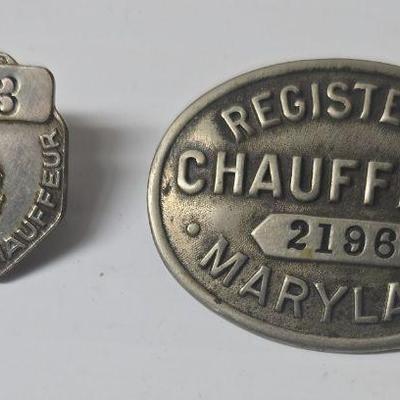 3
HAUFFEUR
REGISTE
CHAUFF
2196
MARYLA